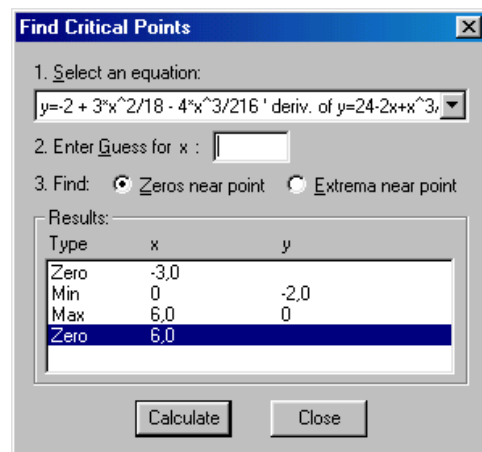 Find Critical Points
1. Select an equation:
y=-2 + 3*x^2/18 - 4*x^3/216 ' deriv. of y=24-2x+x^3/
2. Enter Guess for x :
3. Find: Zeros near point Extrema near point
Results:
Type x y
Zero -3,0
Min 0 -2,0
Max 6,0 0
Zero 6,0
Calculate Close